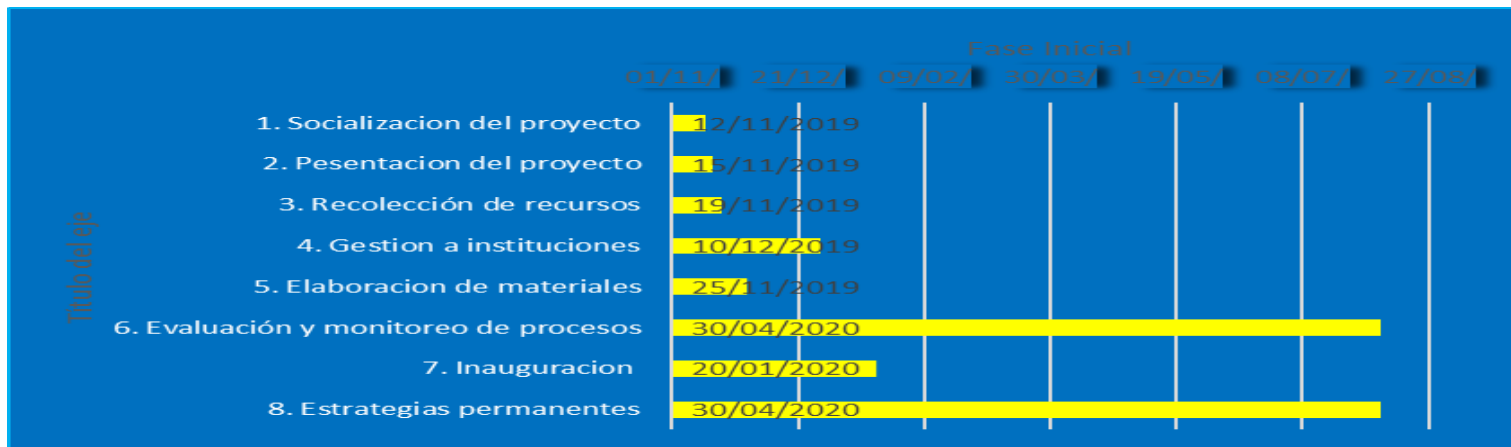 Fase Inicial
01/11/ 21/12/ 09/02/ 30/03/ 19/05/ 08/07/ 27/08/
1. Socializacion del proyecto 12/11/2019
2. Pesentacion del proyecto 15/11/2019
3. Recolección de recursos 19/11/2019
4. Gestion a instituciones 10/12/2019
5. Elaboracion de materiales 25/11/2019
6. Evaluación y monitoreo de procesos 30/04/2020
7. Inauguracion 20/01/2020
8. Estrategias permanentes 30/04/2020
Título del eje